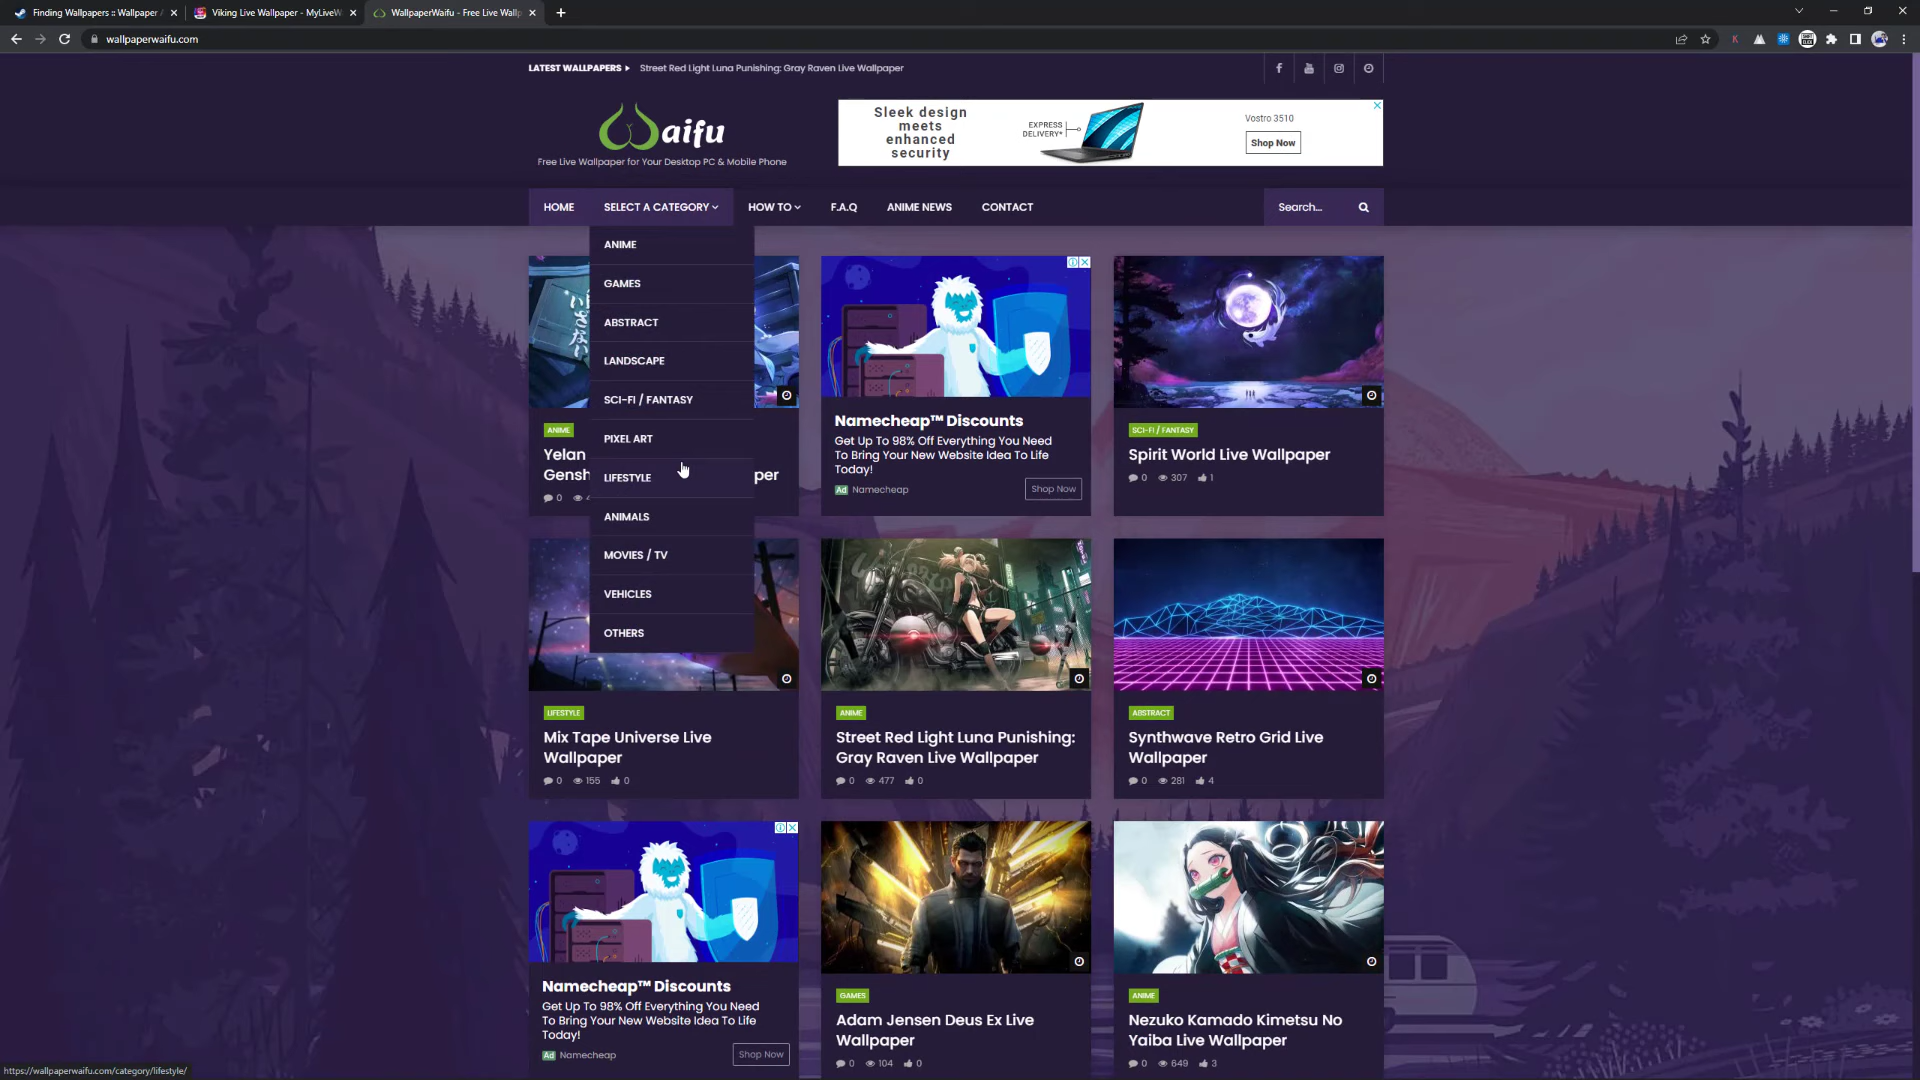 Finding Wallpapers :: Wallpaper
Viking Live Wallpaper - MyLiveW
WallpaperWaifu - Free Live Wallp
wallpaperwaifu.com
LATEST WALLPAPERS
Street Red Light Luna Punishing: Gray Raven Live Wallpaper
Waifu
Free Live Wallpaper for Your Desktop PC & Mobile Phone
Sleek design
meets
enhanced
security
EXPRESS
DELIVERY*
Vostro 3510
Shop Now
HOME
SELECT A CATEGORY
HOW TO
F.A.Q
ANIME NEWS
CONTACT
Search...
ANIME
GAMES
ABSTRACT
LANDSCAPE
SCI-FI / FANTASY
PIXEL ART
LIFESTYLE
ANIMALS
MOVIES / TV
VEHICLES
OTHERS
ANIME
Yelan
Gensh
per
0
Namecheap™ Discounts
Get Up To 98% Off Everything You Need
To Bring Your New Website Idea To Life
Today!
Ad Namecheap
Shop Now
SCI-FI / FANTASY
Spirit World Live Wallpaper
0 307 1
LIFESTYLE
Mix Tape Universe Live
Wallpaper
0 155 0
ANIME
Street Red Light Luna Punishing:
Gray Raven Live Wallpaper
0 477 0
ABSTRACT
Synthwave Retro Grid Live
Wallpaper
0 281 4
Namecheap™ Discounts
Get Up To 98% Off Everything You Need
To Bring Your New Website Idea To Life
Today!
Ad Namecheap
Shop Now
GAMES
Adam Jensen Deus Ex Live
Wallpaper
0 104 0
ANIME
Nezuko Kamado Kimetsu No
Yaiba Live Wallpaper
0 649 3
https://wallpaperwaifu.com/category/lifestyle/